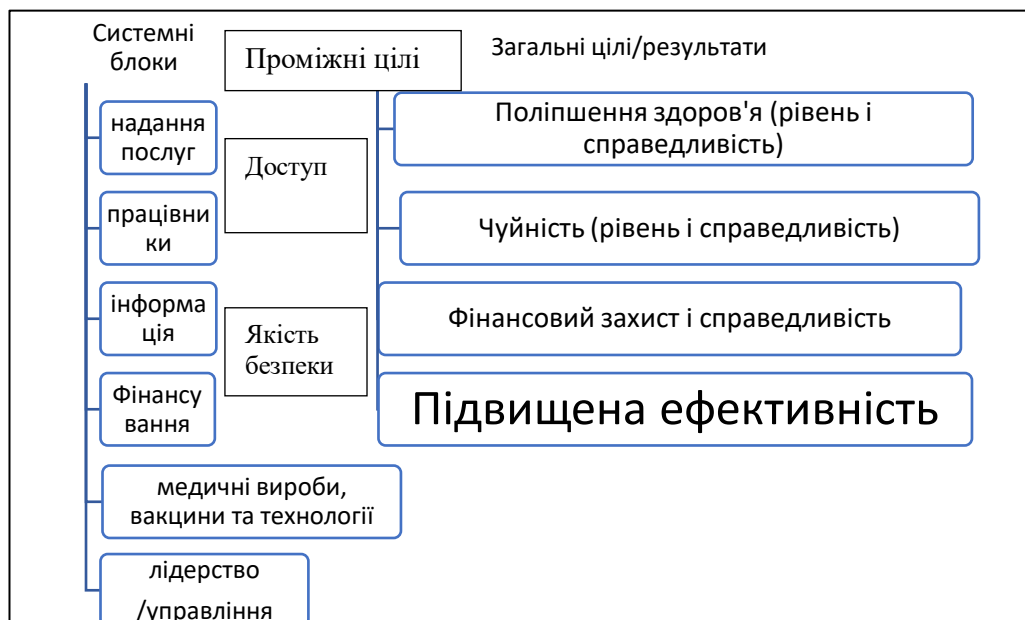 Системні
блоки
Проміжні цілі
Загальні цілі/результати
надання
послуг
працівни
ки
інформа
ція
Фінансу
вання
медичні вироби,
вакцини та технології
лідерство
/управління
Доступ
Якість
безпеки
Поліпшення здоров'я (рівень і
справедливість)
Чуйність (рівень і справедливість)
Фінансовий захист і справедливість
Підвищена ефективність